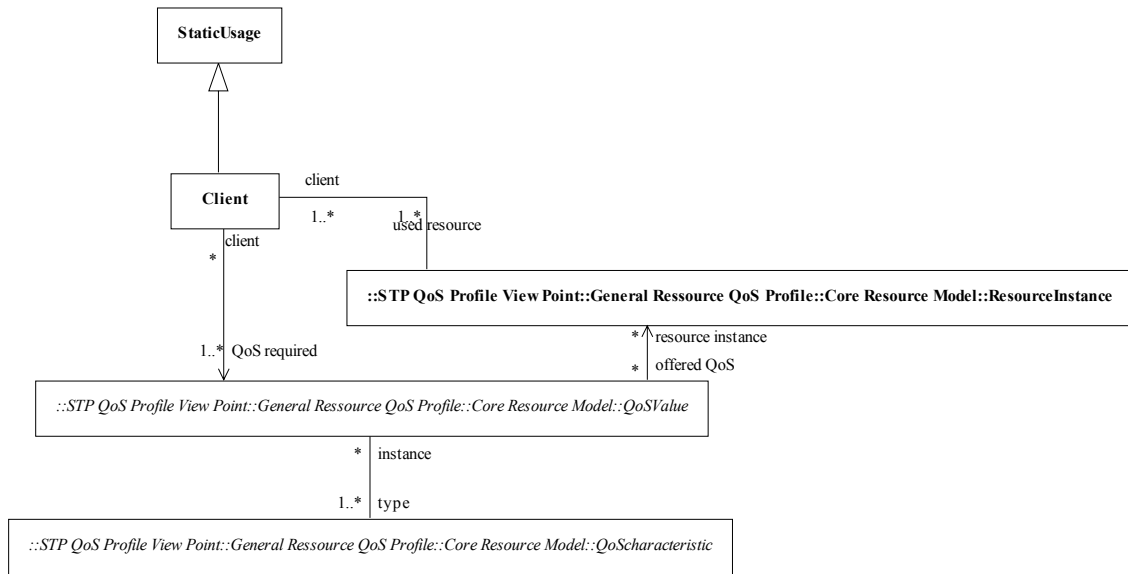 StaticUsage
Client
client
1..*
1..*
used resource
client
*
::STP QoS Profile View Point::General Ressource QoS Profile::Core Resource Model::ResourceInstance
1..* QoS required
* resource instance
* offered QoS
::STP QoS Profile View Point::General Ressource QoS Profile::Core Resource Model::QoSValue
* instance
1..* type
::STP QoS Profile View Point::General Ressource QoS Profile::Core Resource Model::QoScharacteristic